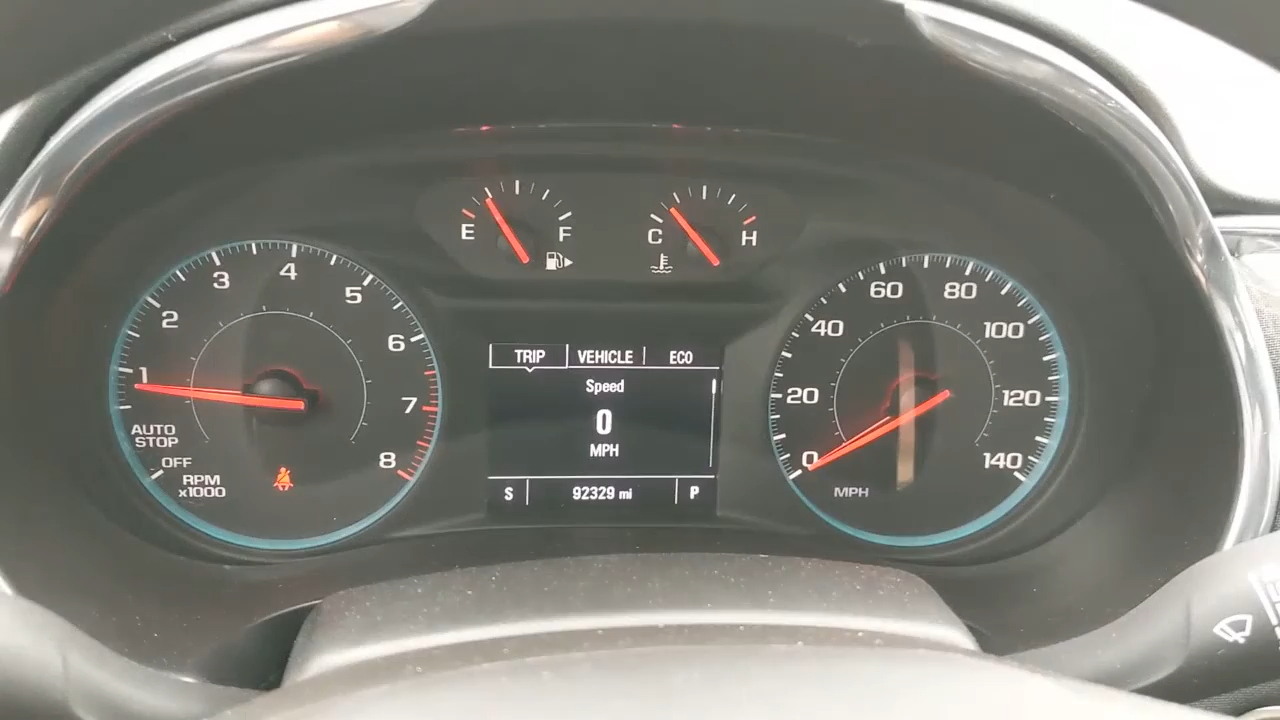 E
F
C
H
1
2
3
4
5
6
7
8
AUTO
STOP
OFF
RPM
x1000
TRIP VEHICLE ECO
Speed
0
MPH
S 92329 mi P
0
20
40
60
80
100
120
140
MPH